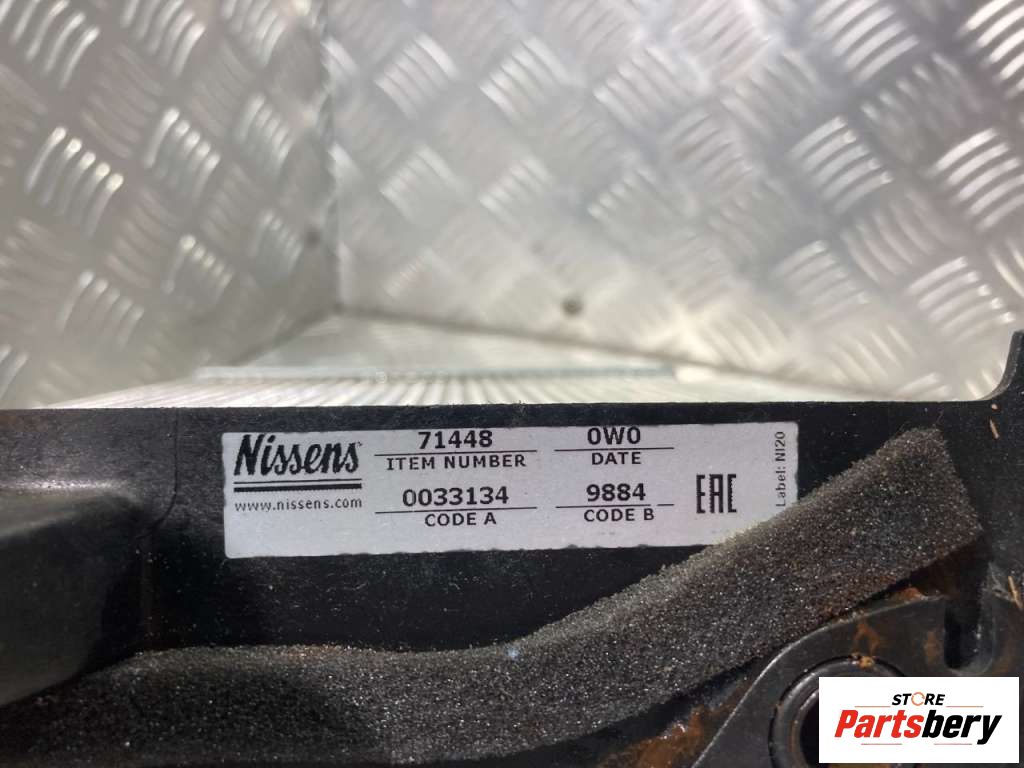 Nissens
www.nissens.com
71448
ITEM NUMBER
0W0
DATE
0033134
CODE A
9884
CODE B
EAC
Label: NI20
STORE
Partsbery